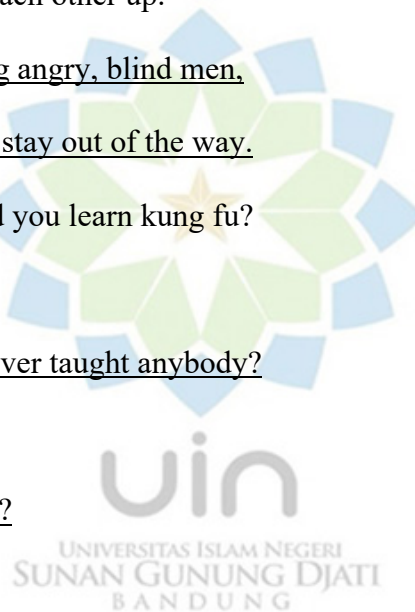 ach other up.
g angry, blind men,
stay out of the way.
d you learn kung fu?
ver taught anybody?
?
uin
UNIVERSITAS ISLAM NEGERI
SUNAN GUNUNG DJATI
BANDUNG